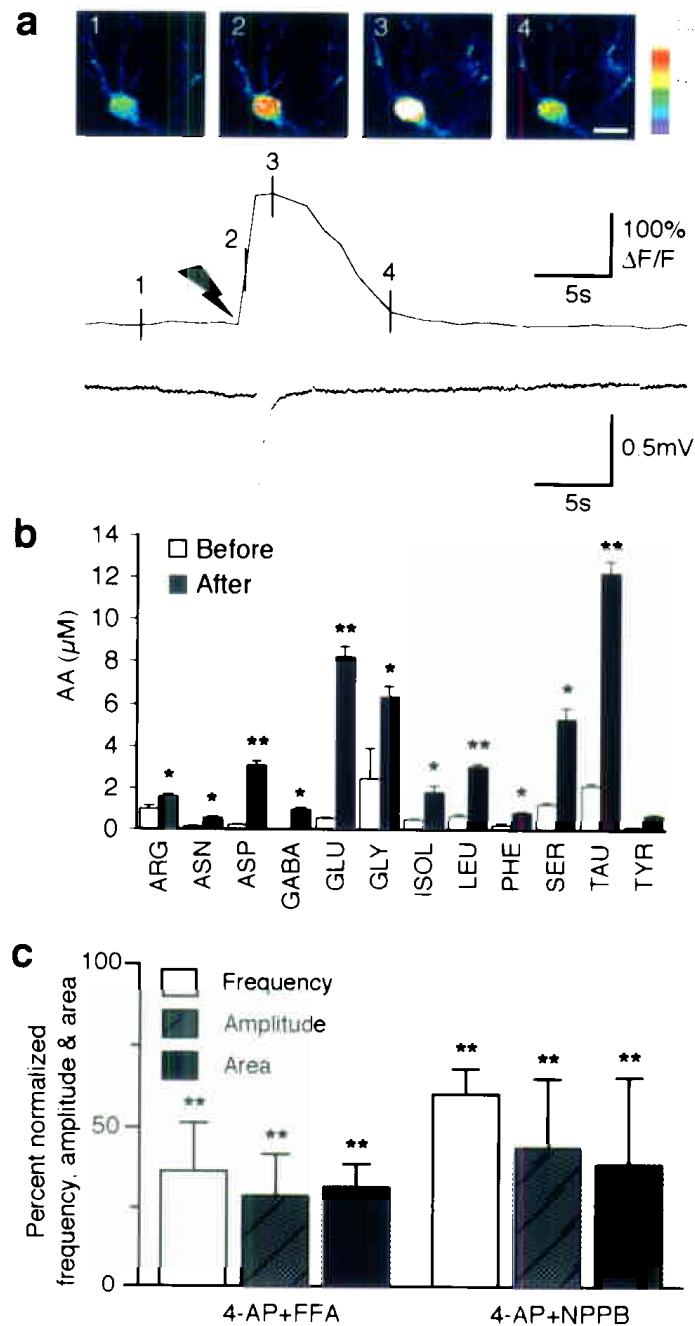 a
1 2 3 4
3
100%
ΔF/F
2
1
4
5s
0.5mV
5s
b
14
12
10
8
6
4
2
0
AA (μM)
Before
After
* * ** * ** * * ** * * **
ARG ASN ASP GABA GLU GLY ISOL LEU PHE SER TAU TYR
c
100
50
0
Percent normalized
frequency, amplitude & area
Frequency
Amplitude
Area
** ** ** ** ** **
4-AP+FFA 4-AP+NPPB